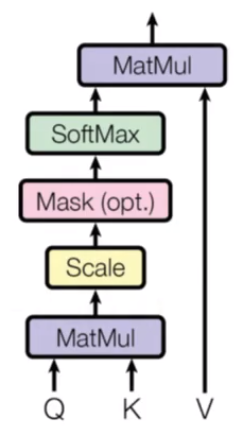 MatMul
SoftMax
Mask (opt.)
Scale
MatMul
Q K V